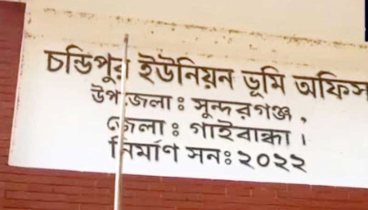 চন্ডিপুর ইউনিয়ন ভূমি অফিস
উপজেলা ঃ সুন্দরগঞ্জ ,
জেলা ঃ গাইবান্ধা ।
নির্মাণ সনঃ ২০২২